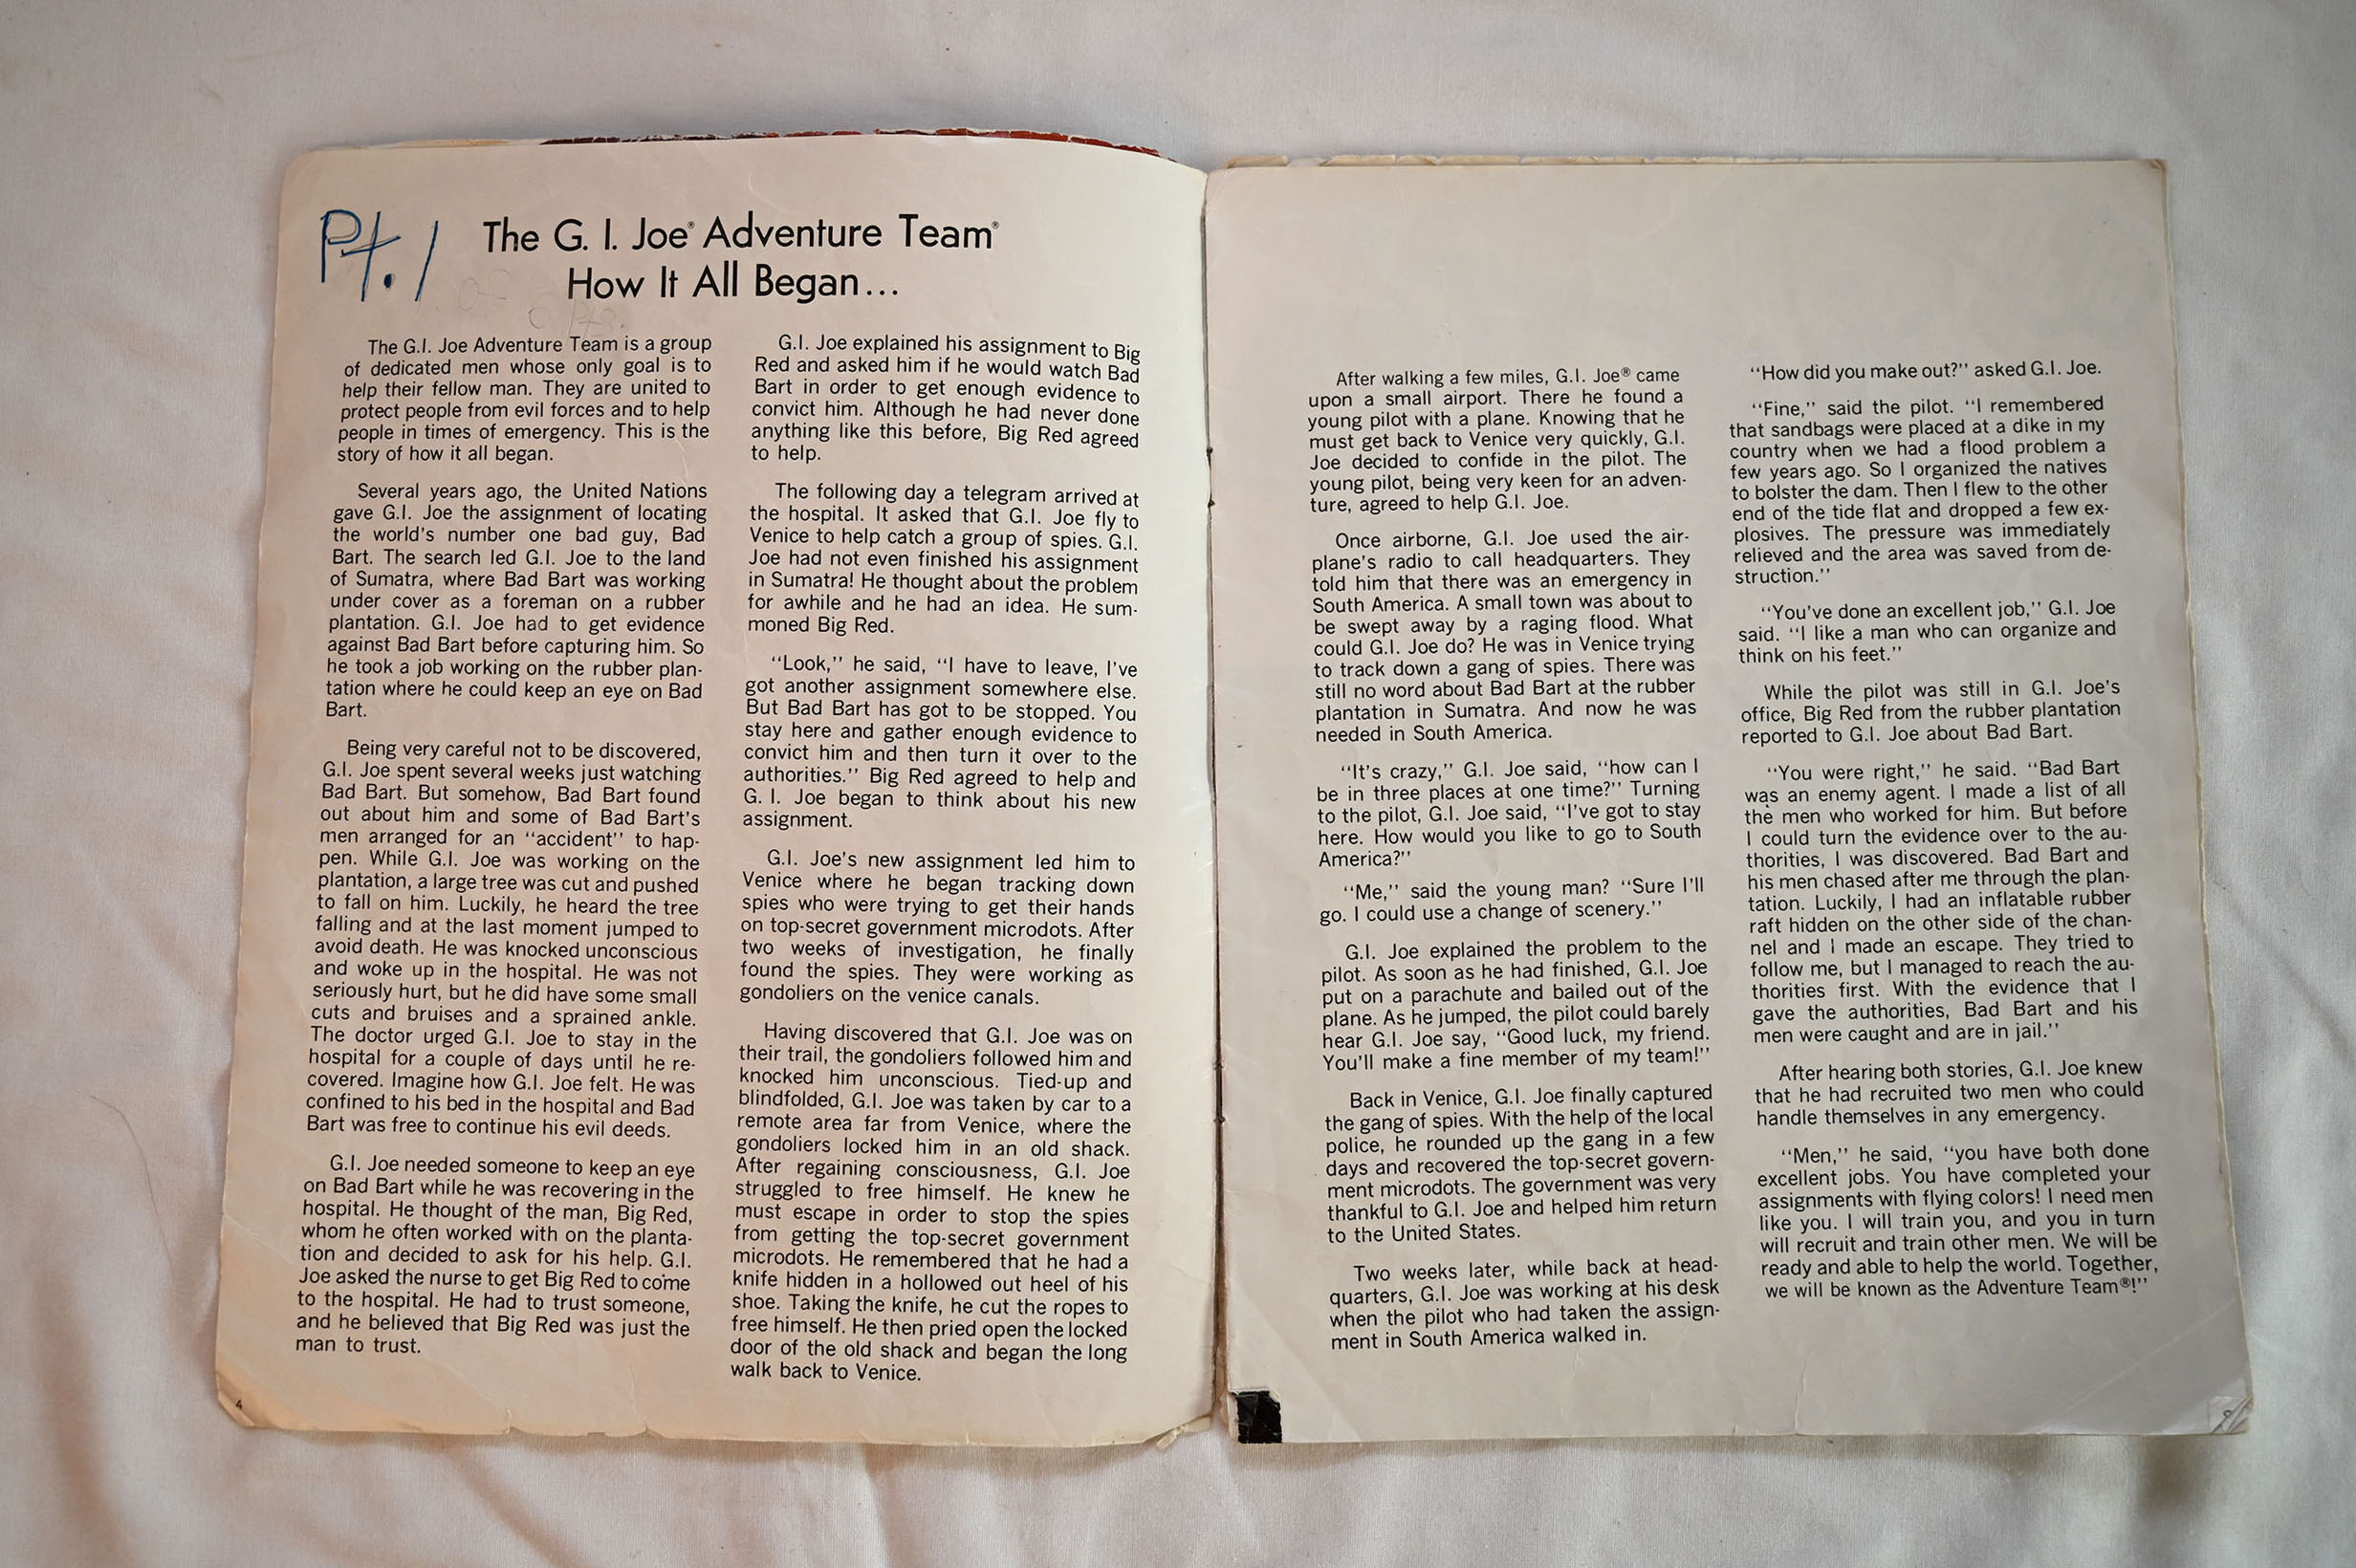 Pt. 1
The G. I. Joe® Adventure Team®
How It All Began...
The G.I. Joe Adventure Team is a group
of dedicated men whose only goal is to
help their fellow man. They are united to
protect people from evil forces and to help
people in times of emergency. This is the
story of how it all began.
Several years ago, the United Nations
gave G.I. Joe the assignment of locating
the world's number one bad guy, Bad
Bart. The search led G.I. Joe to the land
of Sumatra, where Bad Bart was working
under cover as a foreman on a rubber
plantation. G.I. Joe had to get evidence
against Bad Bart before capturing him. So
he took a job working on the rubber plan-
tation where he could keep an eye on Bad
Bart.
Being very careful not to be discovered,
G.I. Joe spent several weeks just watching
Bad Bart. But somehow, Bad Bart found
out about him and some of Bad Bart's
men arranged for an "accident" to hap-
pen. While G.I. Joe was working on the
plantation, a large tree was cut and pushed
to fall on him. Luckily, he heard the tree
falling and at the last moment jumped to
avoid death. He was knocked unconscious
and woke up in the hospital. He was not
seriously hurt, but he did have some small
cuts and bruises and a sprained ankle.
The doctor urged G.I. Joe to stay in the
hospital for a couple of days until he re-
covered. Imagine how G.I. Joe felt. He was
confined to his bed in the hospital and Bad
Bart was free to continue his evil deeds.
G.I. Joe needed someone to keep an eye
on Bad Bart while he was recovering in the
hospital. He thought of the man, Big Red,
whom he often worked with on the planta-
tion and decided to ask for his help. G.I.
Joe asked the nurse to get Big Red to come
to the hospital. He had to trust someone,
and he believed that Big Red was just the
man to trust.
4
G.I. Joe explained his assignment to Big
Red and asked him if he would watch Bad
Bart in order to get enough evidence to
convict him. Although he had never done
anything like this before, Big Red agreed
to help.
The following day a telegram arrived at
the hospital. It asked that G.I. Joe fly to
Venice to help catch a group of spies. G.I.
Joe had not even finished his assignment
in Sumatra! He thought about the problem
for awhile and he had an idea. He sum-
moned Big Red.
"Look," he said, "I have to leave, I've
got another assignment somewhere else.
But Bad Bart has got to be stopped. You
stay here and gather enough evidence to
convict him and then turn it over to the
authorities." Big Red agreed to help and
G. I. Joe began to think about his new
assignment.
G.I. Joe's new assignment led him to
Venice where he began tracking down
spies who were trying to get their hands
on top-secret government microdots. After
two weeks of investigation, he finally
found the spies. They were working as
gondoliers on the venice canals.
Having discovered that G.I. Joe was on
their trail, the gondoliers followed him and
knocked him unconscious. Tied-up and
blindfolded, G.I. Joe was taken by car to a
remote area far from Venice, where the
gondoliers locked him in an old shack.
After regaining consciousness, G.I. Joe
struggled to free himself. He knew he
must escape in order to stop the spies
from getting the top-secret government
microdots. He remembered that he had a
knife hidden in a hollowed out heel of his
shoe. Taking the knife, he cut the ropes to
free himself. He then pried open the locked
door of the old shack and began the long
walk back to Venice.
After walking a few miles, G.I. Joe® came
upon a small airport. There he found a
young pilot with a plane. Knowing that he
must get back to Venice very quickly, G.I.
Joe decided to confide in the pilot. The
young pilot, being very keen for an adven-
ture, agreed to help G.I. Joe.
Once airborne, G.I. Joe used the air-
plane's radio to call headquarters. They
told him that there was an emergency in
South America. A small town was about to
be swept away by a raging flood. What
could G.I. Joe do? He was in Venice trying
to track down a gang of spies. There was
still no word about Bad Bart at the rubber
plantation in Sumatra. And now he was
needed in South America.
"It's crazy," G.I. Joe said, "how can I
be in three places at one time?" Turning
to the pilot, G.I. Joe said, "I've got to stay
here. How would you like to go to South
America?"
"Me," said the young man? "Sure I'll
go. I could use a change of scenery."
G.I. Joe explained the problem to the
pilot. As soon as he had finished, G.I. Joe
put on a parachute and bailed out of the
plane. As he jumped, the pilot could barely
hear G.I. Joe say, "Good luck, my friend.
You'll make a fine member of my team!"
Back in Venice, G.I. Joe finally captured
the gang of spies. With the help of the local
police, he rounded up the gang in a few
days and recovered the top-secret govern-
ment microdots. The government was very
thankful to G.I. Joe and helped him return
to the United States.
Two weeks later, while back at head-
quarters, G.I. Joe was working at his desk
when the pilot who had taken the assign-
ment in South America walked in.
"How did you make out?" asked G.I. Joe.
"Fine," said the pilot. "I remembered
that sandbags were placed at a dike in my
country when we had a flood problem a
few years ago. So I organized the natives
to bolster the dam. Then I flew to the other
end of the tide flat and dropped a few ex-
plosives. The pressure was immediately
relieved and the area was saved from de-
struction."
"You've done an excellent job," G.I. Joe
said. "I like a man who can organize and
think on his feet."
While the pilot was still in G.I. Joe's
office, Big Red from the rubber plantation
reported to G.I. Joe about Bad Bart.
"You were right," he said. "Bad Bart
was an enemy agent. I made a list of all
the men who worked for him. But before
I could turn the evidence over to the au-
thorities, I was discovered. Bad Bart and
his men chased after me through the plan-
tation. Luckily, I had an inflatable rubber
raft hidden on the other side of the chan-
nel and I made an escape. They tried to
follow me, but I managed to reach the au-
thorities first. With the evidence that I
gave the authorities, Bad Bart and his
men were caught and are in jail."
After hearing both stories, G.I. Joe knew
that he had recruited two men who could
handle themselves in any emergency.
"Men," he said, "you have both done
excellent jobs. You have completed your
assignments with flying colors! I need men
like you. I will train you, and you in turn
will recruit and train other men. We will be
ready and able to help the world. Together,
we will be known as the Adventure Team®!"